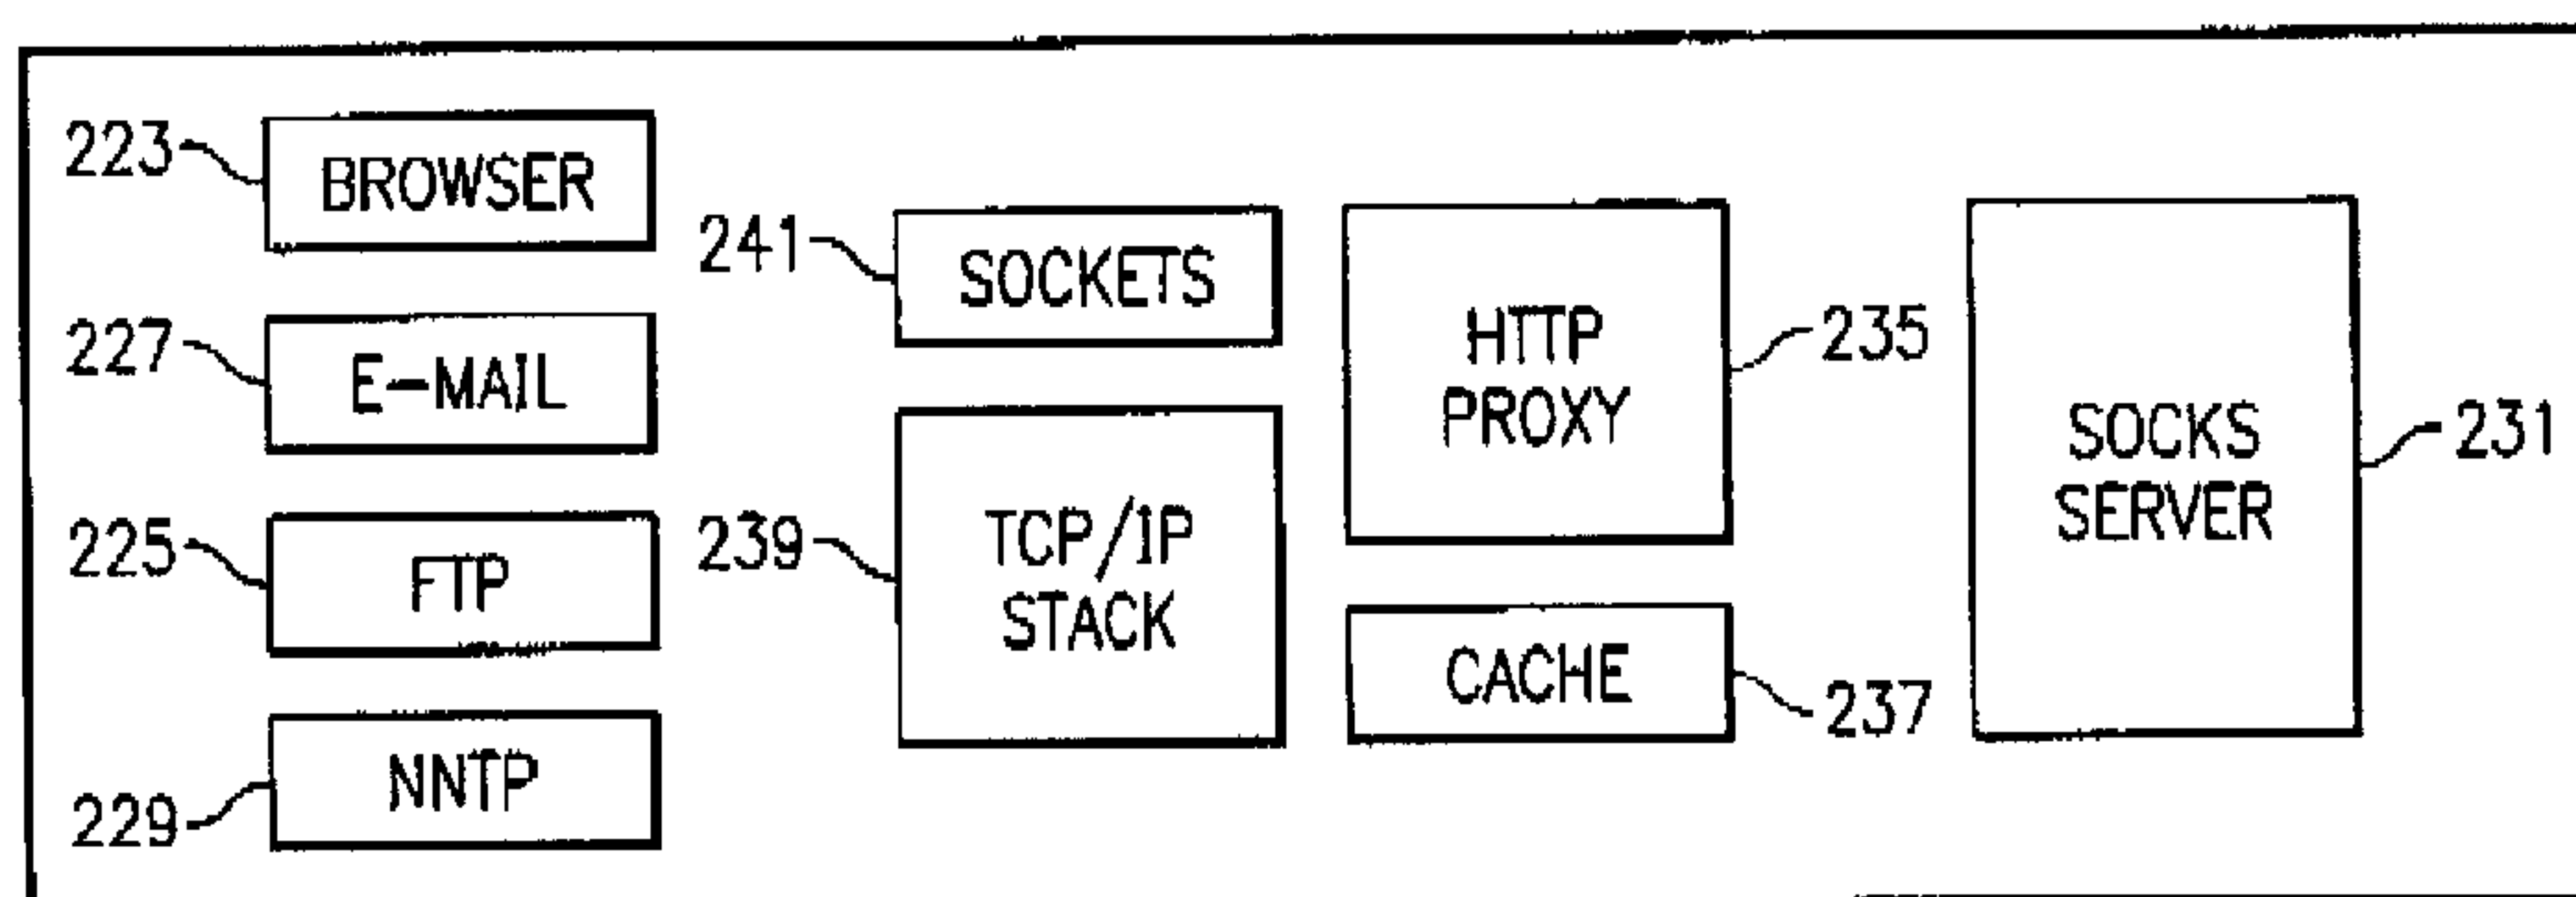 223
BROWSER
227
E-MAIL
225
FTP
229
NNTP
241
SOCKETS
239
TCP/IP
STACK
HTTP
PROXY
235
CACHE
237
SOCKS
SERVER
231